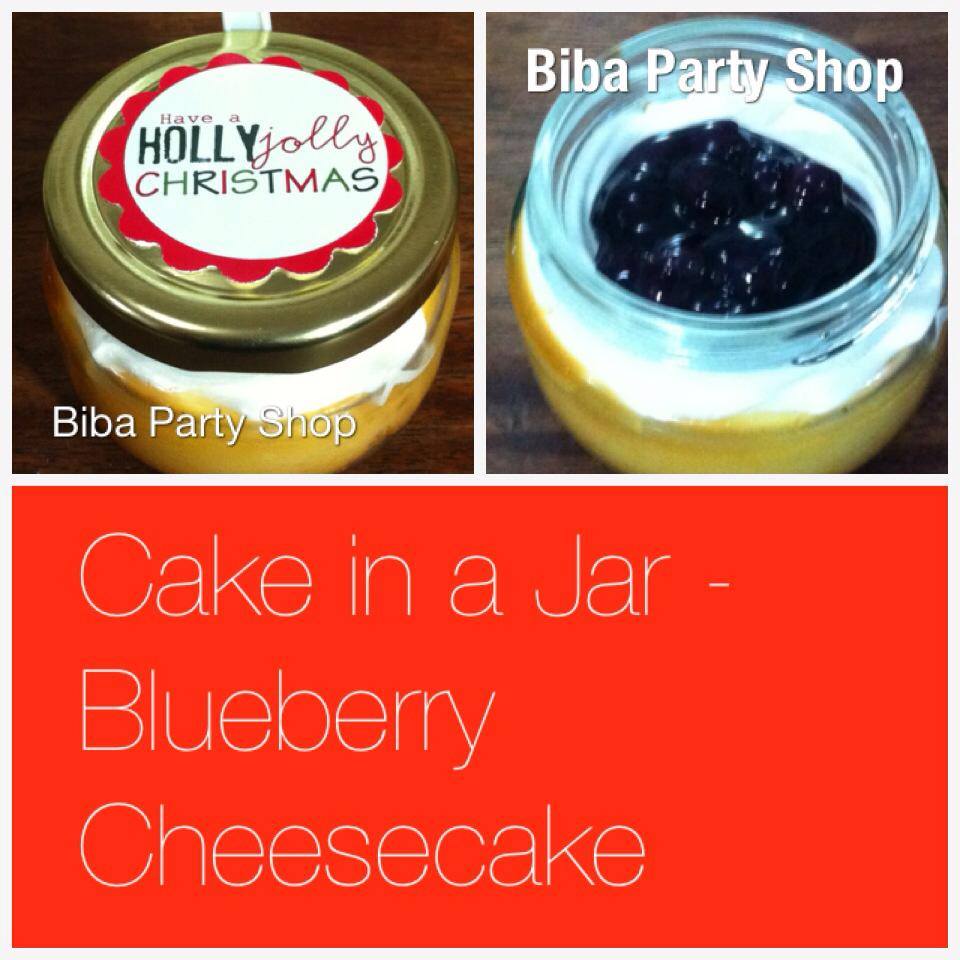 Have a
HOLLY jolly
CHRISTMAS
Biba Party Shop
Biba Party Shop
Cake in a Jar -
Blueberry
Cheesecake